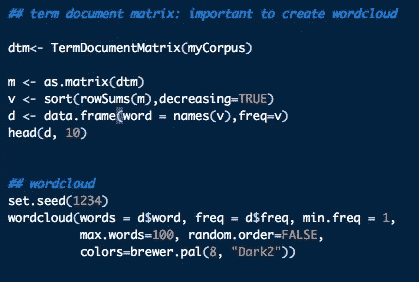 ## term document matrix: important to create wordcloud
dtm<- TermDocumentMatrix(myCorpus)
m <- as.matrix(dtm)
v <- sort(rowSums(m),decreasing=TRUE)
d <- data.frame(word = names(v),freq=v)
head(d, 10)
## wordcloud
set.seed(1234)
wordcloud(words = d$word, freq = d$freq, min.freq = 1,
max.words=100, random.order=FALSE,
colors=brewer.pal(8, "Dark2"))